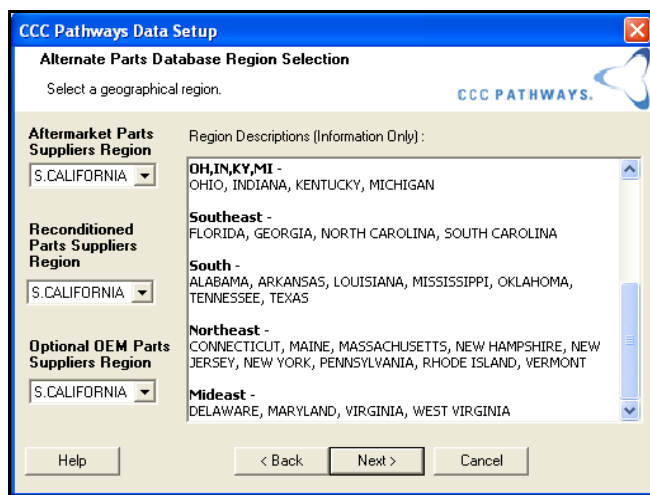 CCC Pathways Data Setup
Alternate Parts Database Region Selection
Select a geographical region.
CCC PATHWAYS.
Aftermarket Parts
Suppliers Region
S.CALIFORNIA
Reconditioned
Parts Suppliers
Region
S.CALIFORNIA
Optional OEM Parts
Suppliers Region
S.CALIFORNIA
Region Descriptions (Information Only) :
OH,IN,KY,MI -
OHIO, INDIANA, KENTUCKY, MICHIGAN
Southeast -
FLORIDA, GEORGIA, NORTH CAROLINA, SOUTH CAROLINA
South -
ALABAMA, ARKANSAS, LOUISIANA, MISSISSIPPI, OKLAHOMA,
TENNESSEE, TEXAS
Northeast -
CONNECTICUT, MAINE, MASSACHUSETTS, NEW HAMPSHIRE, NEW
JERSEY, NEW YORK, PENNSYLVANIA, RHODE ISLAND, VERMONT
Mideast -
DELAWARE, MARYLAND, VIRGINIA, WEST VIRGINIA
Help
< Back
Next >
Cancel